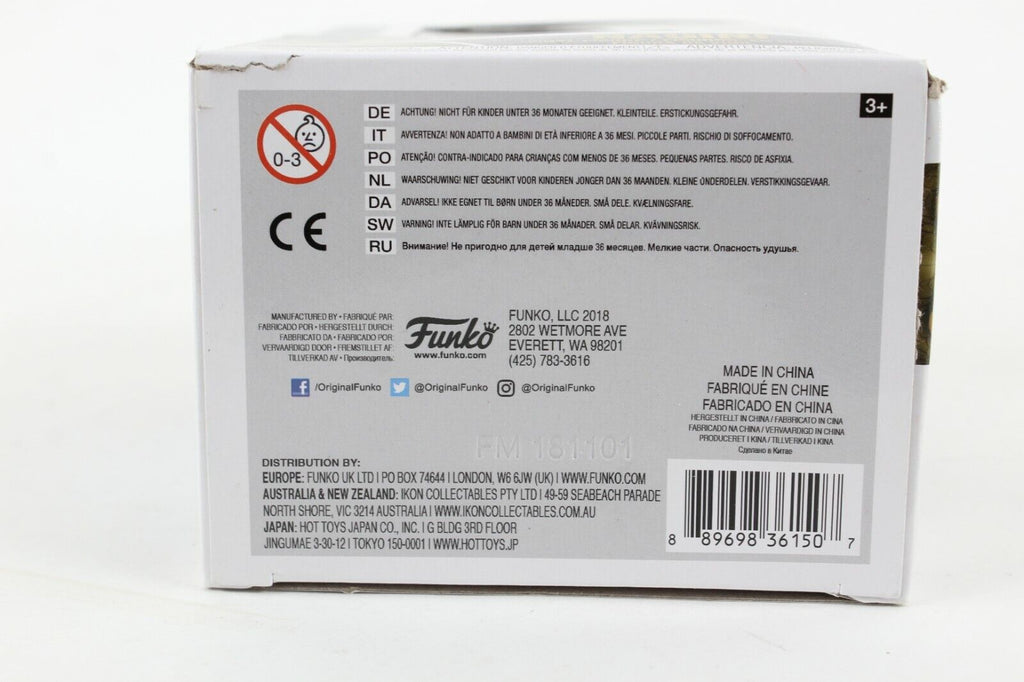 3+
0-3
DE ACHTUNG! NICHT FÜR KINDER UNTER 36 MONATEN GEEIGNET. KLEINTEILE. ERSTICKUNGSGEFAHR.
IT AVVERTENZA! NON ADATTO A BAMBINI DI ETÀ INFERIORE A 36 MESI. PICCOLE PARTI. RISCHIO DI SOFFOCAMENTO.
PO ATENÇÃO! CONTRA-INDICADO PARA CRIANÇAS COM MENOS DE 36 MESES. PEQUENAS PARTES. RISCO DE ASFIXIA.
NL WAARSCHUWING! NIET GESCHIKT VOOR KINDEREN JONGER DAN 36 MAANDEN. KLEINE ONDERDELEN. VERSTIKKINGSGEVAAR.
DA ADVARSEL! IKKE EGNET TIL BØRN UNDER 36 MÅNEDER. SMÅ DELE. KVÆLNINGSFARE.
SW VARNING! INTE LÄMPLIG FÖR BARN UNDER 36 MÅNADER. SMÅ DELAR. KVÄVNINGSRISK.
RU Внимание! Не пригодно для детей младше 36 месяцев. Мелкие части. Опасность удушья.
CE
MANUFACTURED BY • FABRIQUÉ PAR:
FABRICADO POR • HERGESTELLT DURCH:
FABBRICATO DA • FABRICADO POR:
VERVAARDIGD DOOR • FREMSTILLET AF:
TILLVERKAD AV • Производитель:
Funko
www.funko.com
FUNKO, LLC 2018
2802 WETMORE AVE
EVERETT, WA 98201
(425) 783-3616
/OriginalFunko @OriginalFunko @OriginalFunko
MADE IN CHINA
FABRIQUÉ EN CHINE
FABRICADO EN CHINA
HERGESTELLT IN CHINA / FABBRICATO IN CINA
FABRICADO NA CHINA / VERVAARDIGD IN CHINA
PRODUCERET I KINA / TILLVERKAD I KINA
Сделано в Китае
FM 181101
DISTRIBUTION BY:
EUROPE: FUNKO UK LTD | PO BOX 74644 | LONDON, W6 6JW (UK) | WWW.FUNKO.COM
AUSTRALIA & NEW ZEALAND: IKON COLLECTABLES PTY LTD | 49-59 SEABEACH PARADE
NORTH SHORE, VIC 3214 AUSTRALIA | WWW.IKONCOLLECTABLES.COM.AU
JAPAN: HOT TOYS JAPAN CO., INC. | G BLDG 3RD FLOOR
JINGUMAE 3-30-12 | TOKYO 150-0001 | WWW.HOTTOYS.JP
8 89698 36150 7